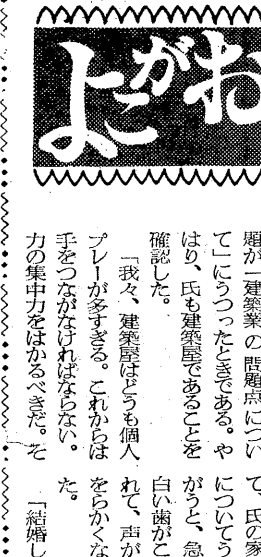 よこがお
題が「建築業の問題点につい
て」にうつったときである。や
はり、氏も建築屋であることを
確認した。
「我々、建築屋はどうも個人
プレーが多すぎる。これからは
手をつながなければならない。
力の集中力をはかるべきだ。そ
て、氏の家
についてう
がうと、急
白い歯がこ
れて、声が
をらかくな
た。
「結婚し